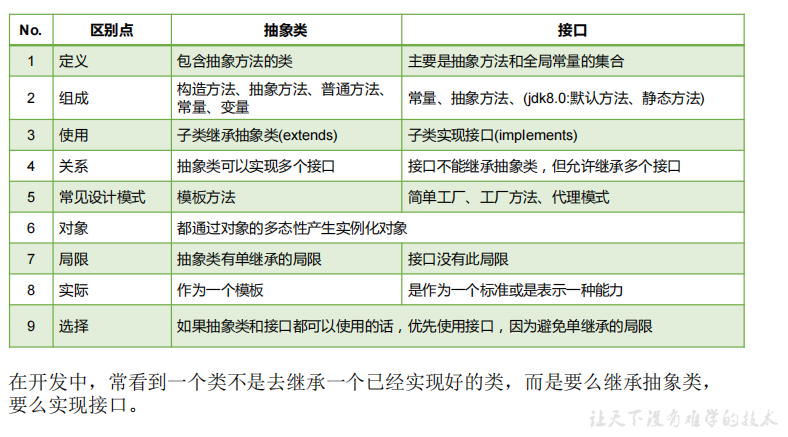 No. 区别点 抽象类 接口
1 定义 包含抽象方法的类 主要是抽象方法和全局常量的集合
2 组成 构造方法、抽象方法、普通方法、
常量、变量 常量、抽象方法、(jdk8.0:默认方法、静态方法)
3 使用 子类继承抽象类(extends) 子类实现接口(implements)
4 关系 抽象类可以实现多个接口 接口不能继承抽象类，但允许继承多个接口
5 常见设计模式 模板方法 简单工厂、工厂方法、代理模式
6 对象 都通过对象的多态性产生实例化对象
7 局限 抽象类有单继承的局限 接口没有此局限
8 实际 作为一个模板 是作为一个标准或是表示一种能力
9 选择 如果抽象类和接口都可以使用的话，优先使用接口，因为避免单继承的局限
在开发中，常看到一个类不是去继承一个已经实现好的类，而是要么继承抽象类，
要么实现接口。
让天下没有难学的技术